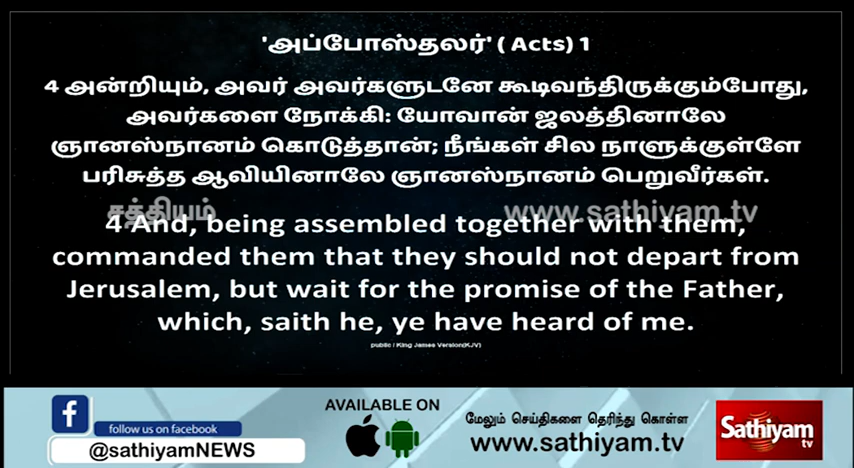 'அப்போஸ்தலர்' ( Acts) 1
4 அன்றியும், அவர் அவர்களுடனே கூடிவந்திருக்கும்போது,
அவர்களை நோக்கி: யோவான் ஜலத்தினாலே
ஞானஸ்நானம் கொடுத்தான்; நீங்கள் சில நாளுக்குள்ளே
பரிசுத்த ஆவியினாலே ஞானஸ்நானம் பெறுவீர்கள்.
சத்தியம் www.sathiyam.tv
4 And, being assembled together with them,
commanded them that they should not depart from
Jerusalem, but wait for the promise of the Father,
which, saith he, ye have heard of me.
public / King James Version(KJV)
follow us on facebook
@sathiyamNEWS
AVAILABLE ON
மேலும் செய்திகளை தெரிந்து கொள்ள
www.sathiyam.tv
Sathiyam
tv